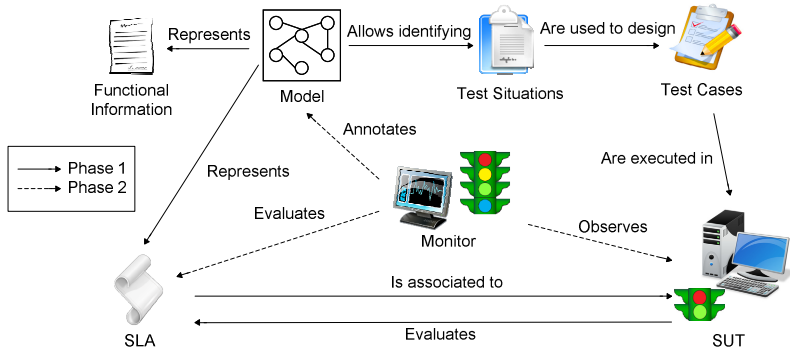 Represents
Allows identifying
Are used to design
Functional
Information
Model
Test Situations
Test Cases
Annotates
Phase 1
Phase 2
Represents
Are executed in
Evaluates
Monitor
Observes
Is associated to
Evaluates
SLA
SUT